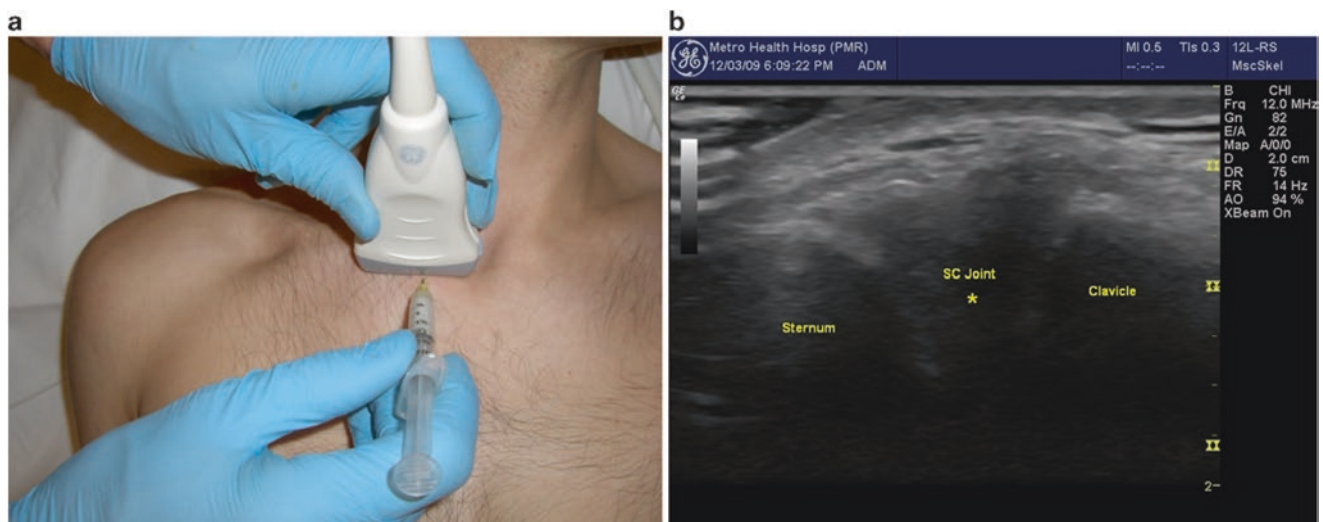 a
b
GE
Metro Health Hosp (PMR)
MI 0.5 TIs 0.3 12L-RS
12/03/09 6:09:22 PM ADM
--:--:-- MscSkel
B CHI
Frq 12.0 MHz
Gn 82
E/A 2/2
Map A/0/0
D 2.0 cm
DR 75
FR 14 Hz
AO 94 %
XBeam On
SC Joint
*
Clavicle
Sternum
2